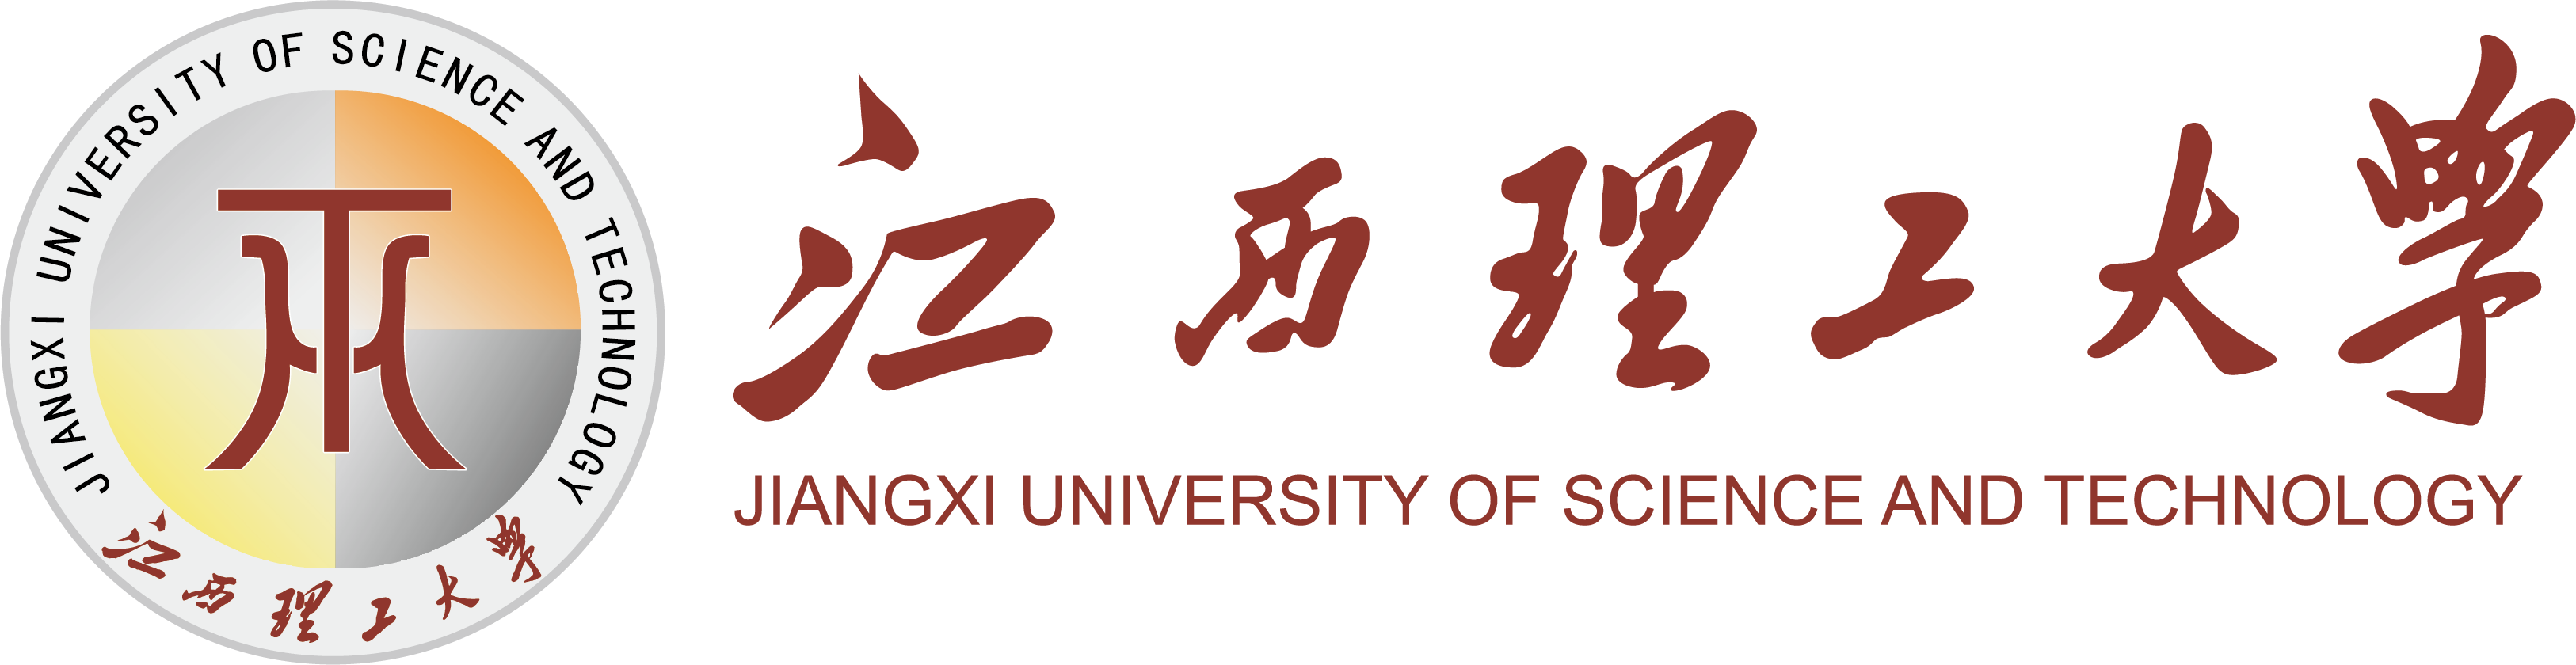 JIANGXI UNIVERSITY OF SCIENCE AND TECHNOLOGY
江西理工大學
江西理工大學
JIANGXI UNIVERSITY OF SCIENCE AND TECHNOLOGY